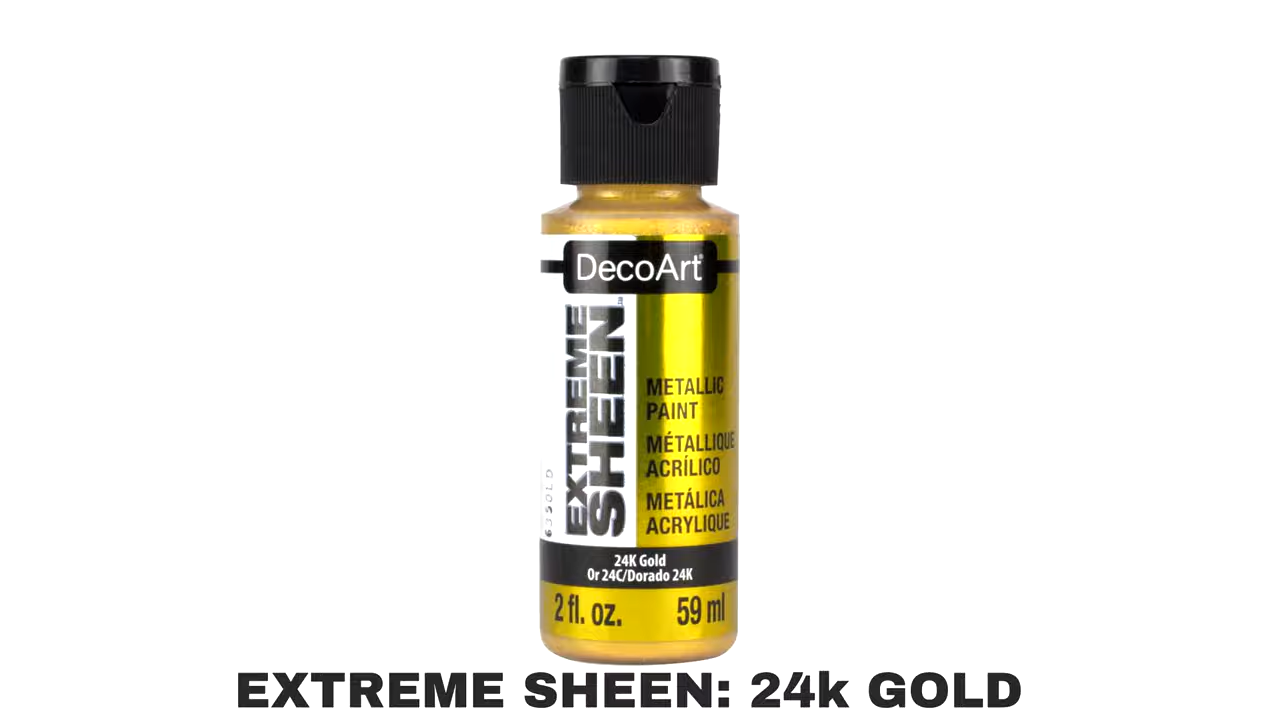 DecoArt®
EXTREME
SHEEN™
METALLIC
PAINT
MÉTALLIQUE
ACRÍLICO
METÁLICA
ACRYLIQUE
24K Gold
Or 24C/Dorado 24K
2 fl. oz. 59 ml
EXTREME SHEEN: 24k GOLD